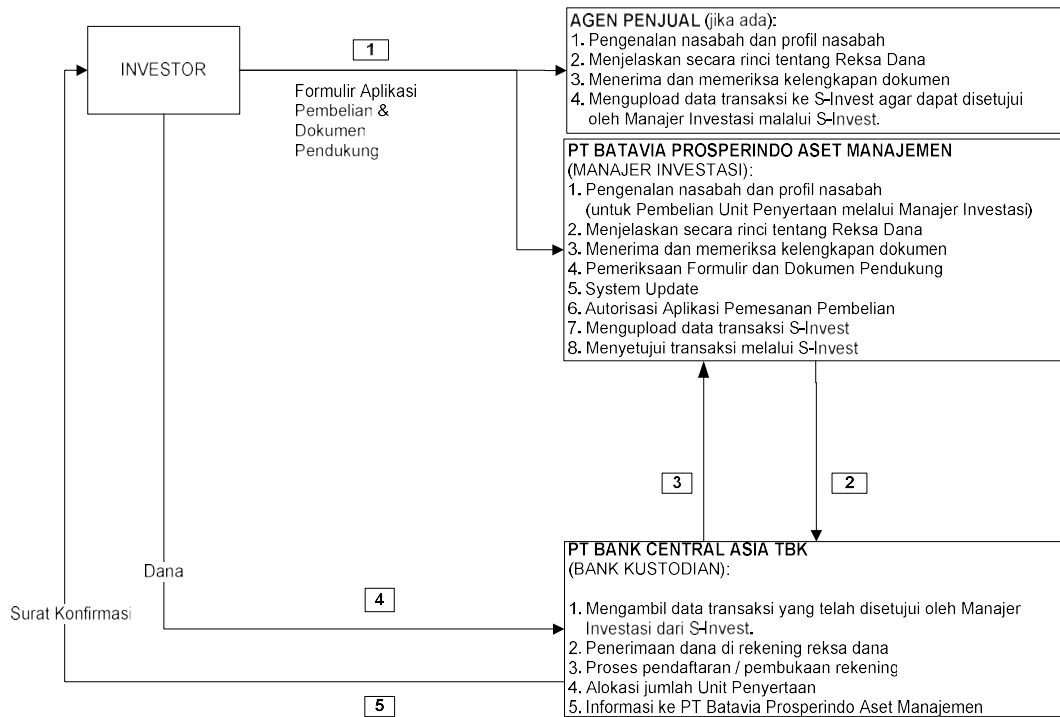 INVESTOR
1
Formulir Aplikasi
Pembelian &
Dokumen
Pendukung
AGEN PENJUAL (jika ada):
1. Pengenalan nasabah dan profil nasabah
2. Menjelaskan secara rinci tentang Reksa Dana
3. Menerima dan memeriksa kelengkapan dokumen
4. Mengupload data transaksi ke S-Invest agar dapat disetujui
oleh Manajer Investasi malalui S-Invest.
PT BATAVIA PROSPERINDO ASET MANAJEMEN
(MANAJER INVESTASI):
1. Pengenalan nasabah dan profil nasabah
(untuk Pembelian Unit Penyertaan melalui Manajer Investasi)
2. Menjelaskan secara rinci tentang Reksa Dana
3. Menerima dan memeriksa kelengkapan dokumen
4. Pemeriksaan Formulir dan Dokumen Pendukung
5. System Update
6. Autorisasi Aplikasi Pemesanan Pembelian
7. Mengupload data transaksi S-Invest
8. Menyetujui transaksi melalui S-Invest
3
2
PT BANK CENTRAL ASIA TBK
(BANK KUSTODIAN):
1. Mengambil data transaksi yang telah disetujui oleh Manajer
Investasi dari S-Invest.
2. Penerimaan dana di rekening reksa dana
3. Proses pendaftaran / pembukaan rekening
4. Alokasi jumlah Unit Penyertaan
5. Informasi ke PT Batavia Prosperindo Aset Manajemen
Dana
4
Surat Konfirmasi
5